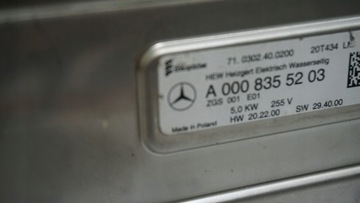 71. 0302.40.0200 20T434
HEW Heizgert Elektrisch Wasserseitig
A 000 835 52 03
ZGS 001 E01
5,0 KW 255 V
HW 20.22.00 SW 29.40.00
Made in Poland